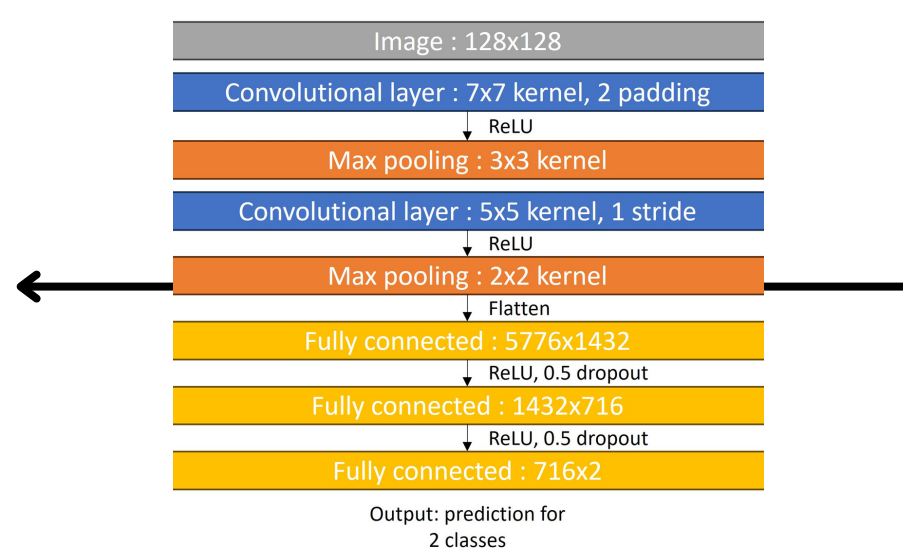 Image : 128x128
Convolutional layer : 7x7 kernel, 2 padding
ReLU
Max pooling : 3x3 kernel
Convolutional layer : 5x5 kernel, 1 stride
ReLU
Max pooling : 2x2 kernel
Flatten
Fully connected : 5776x1432
ReLU, 0.5 dropout
Fully connected : 1432x716
ReLU, 0.5 dropout
Fully connected : 716x2
Output: prediction for
2 classes